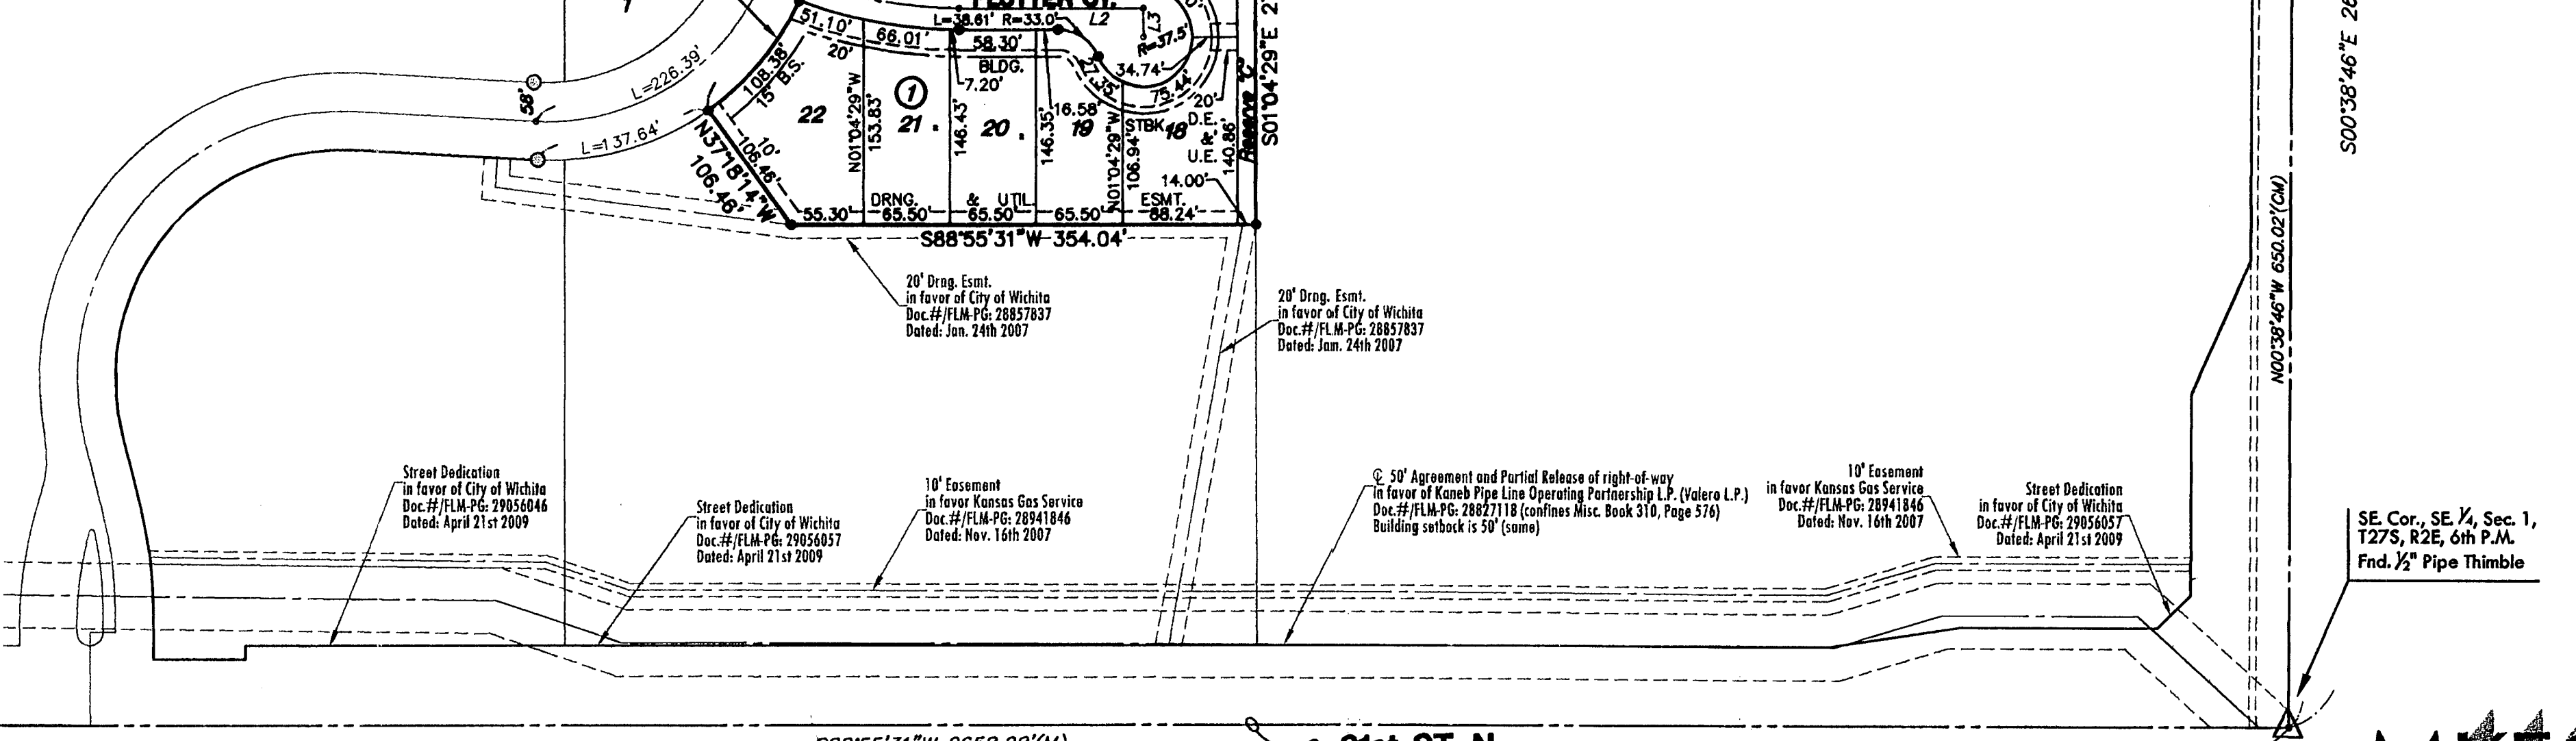 51.10'
66.01'
L=38.61' R=33.0'
L2
L3
58.30'
BLDG.
7.20'
20'
108.38'
15' B.S.
L=226.39'
58'
L=137.64'
R=37.5'
34.74'
27.35'
75.44'
20'
22
1
21
20
19
18
STBK
D.E.
&
U.E.
Reserve "C"
S01°04'29"E
N01°04'29"W
153.83'
146.43'
146.35'
16.58'
N01°04'29"W
106.94'
140.86'
14.00'
10'
106.46'
N37°18'14"W
106.46'
DRNG. & UTIL. ESMT.
55.30' 65.50' 65.50' 65.50' 88.24'
S88°55'31"W 354.04'
20' Drng. Esmt.
in favor of City of Wichita
Doc.#/FLM-PG: 28857837
Dated: Jan. 24th 2007
20' Drng. Esmt.
in favor of City of Wichita
Doc.#/FLM-PG: 28857837
Dated: Jan. 24th 2007
S00°38'46"E
N00°38'46"W 650.02'(CM)
Street Dedication
in favor of City of Wichita
Doc.#/FLM-PG: 29056046
Dated: April 21st 2009
Street Dedication
in favor of City of Wichita
Doc.#/FLM-PG: 29056057
Dated: April 21st 2009
10' Easement
in favor Kansas Gas Service
Doc.#/FLM-PG: 28941846
Dated: Nov. 16th 2007
℄ 50' Agreement and Partial Release of right-of-way
in favor of Kaneb Pipe Line Operating Partnership L.P. (Valero L.P.)
Doc.#/FLM-PG: 28827118 (confines Misc. Book 310, Page 576)
Building setback is 50' (same)
10' Easement
in favor Kansas Gas Service
Doc.#/FLM-PG: 28941846
Dated: Nov. 16th 2007
Street Dedication
in favor of City of Wichita
Doc.#/FLM-PG: 29056057
Dated: April 21st 2009
SE. Cor., SE. 1/4, Sec. 1,
T27S, R2E, 6th P.M.
Fnd. 1/2" Pipe Thimble
21st ST. N.